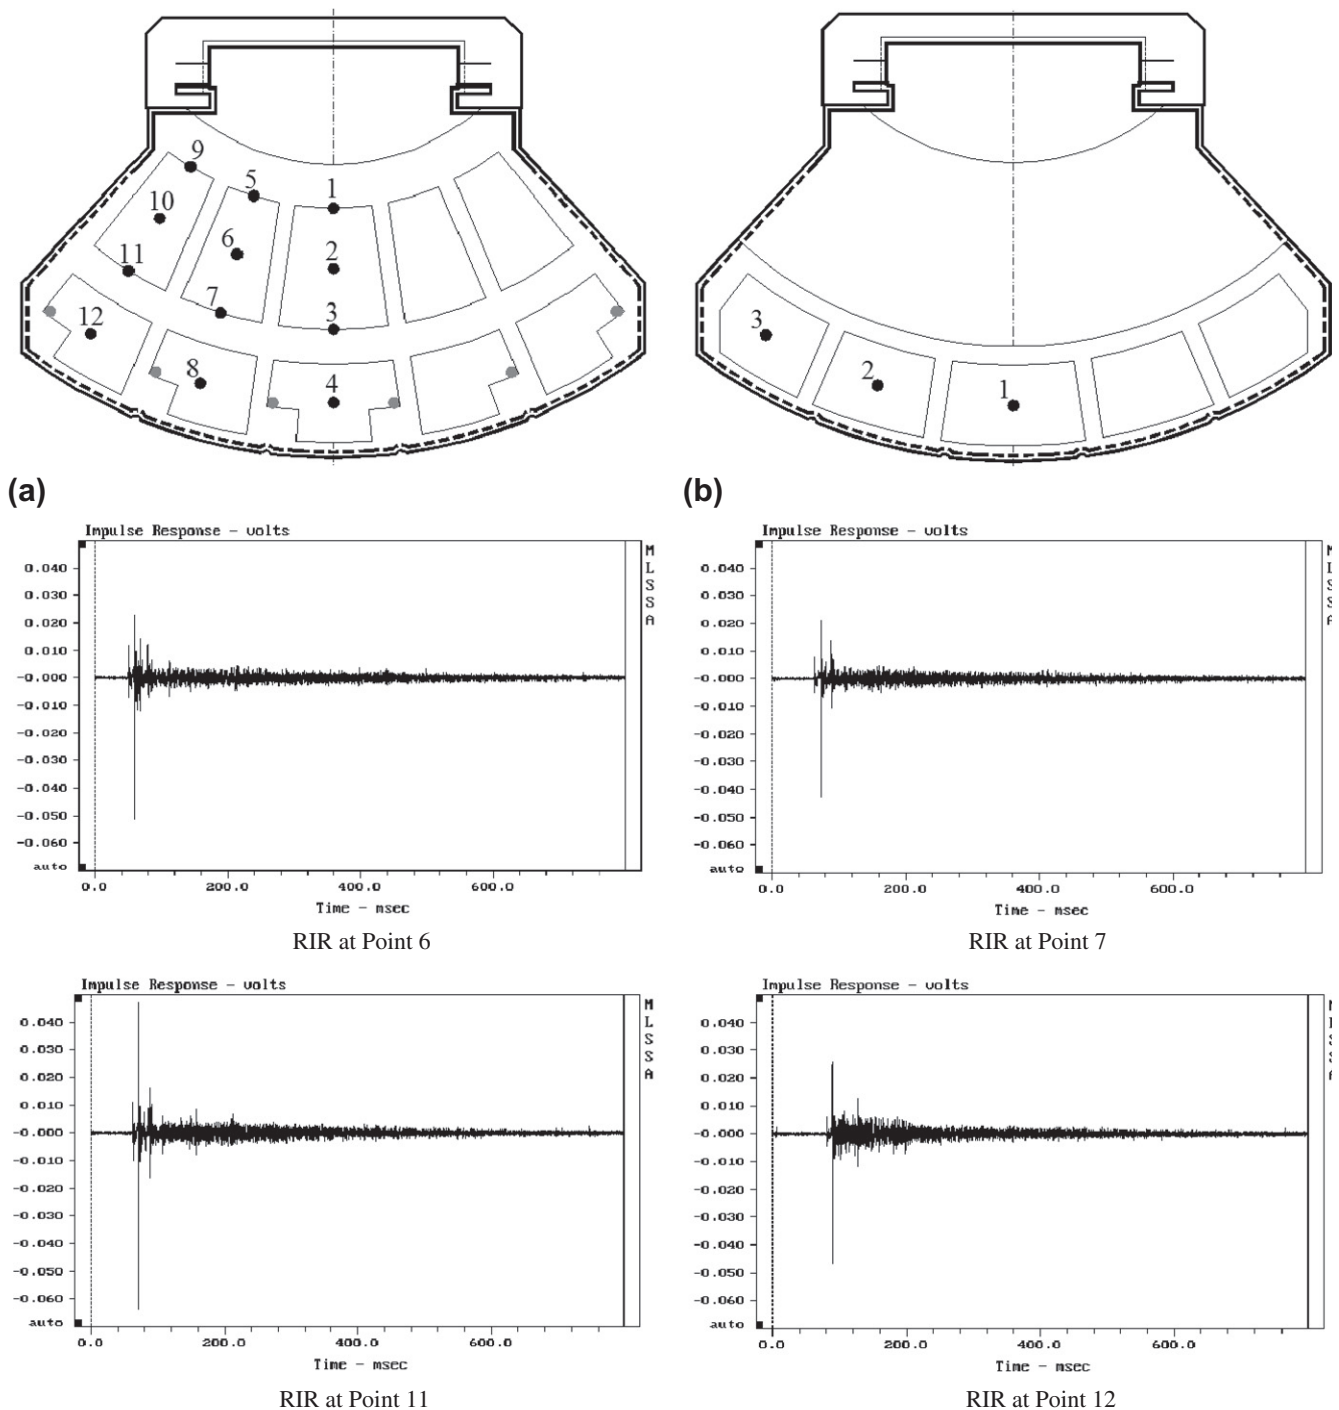 9
5
1
10
6
2
11
7
3
12
8
4
3
2
1
(a)
(b)
Impulse Response - volts
0.040
0.030
0.020
0.010
-0.000
-0.010
-0.020
-0.030
-0.040
-0.050
-0.060
auto
0.0 200.0 400.0 600.0
Time - msec
MLSSA
RIR at Point 6
Impulse Response - volts
0.040
0.030
0.020
0.010
-0.000
-0.010
-0.020
-0.030
-0.040
-0.050
-0.060
auto
0.0 200.0 400.0 600.0
Time - msec
MLSSA
RIR at Point 7
Impulse Response - volts
0.040
0.030
0.020
0.010
-0.000
-0.010
-0.020
-0.030
-0.040
-0.050
-0.060
auto
0.0 200.0 400.0 600.0
Time - msec
MLSSA
RIR at Point 11
Impulse Response - volts
0.040
0.030
0.020
0.010
-0.000
-0.010
-0.020
-0.030
-0.040
-0.050
-0.060
auto
0.0 200.0 400.0 600.0
Time - msec
MLSSA
RIR at Point 12